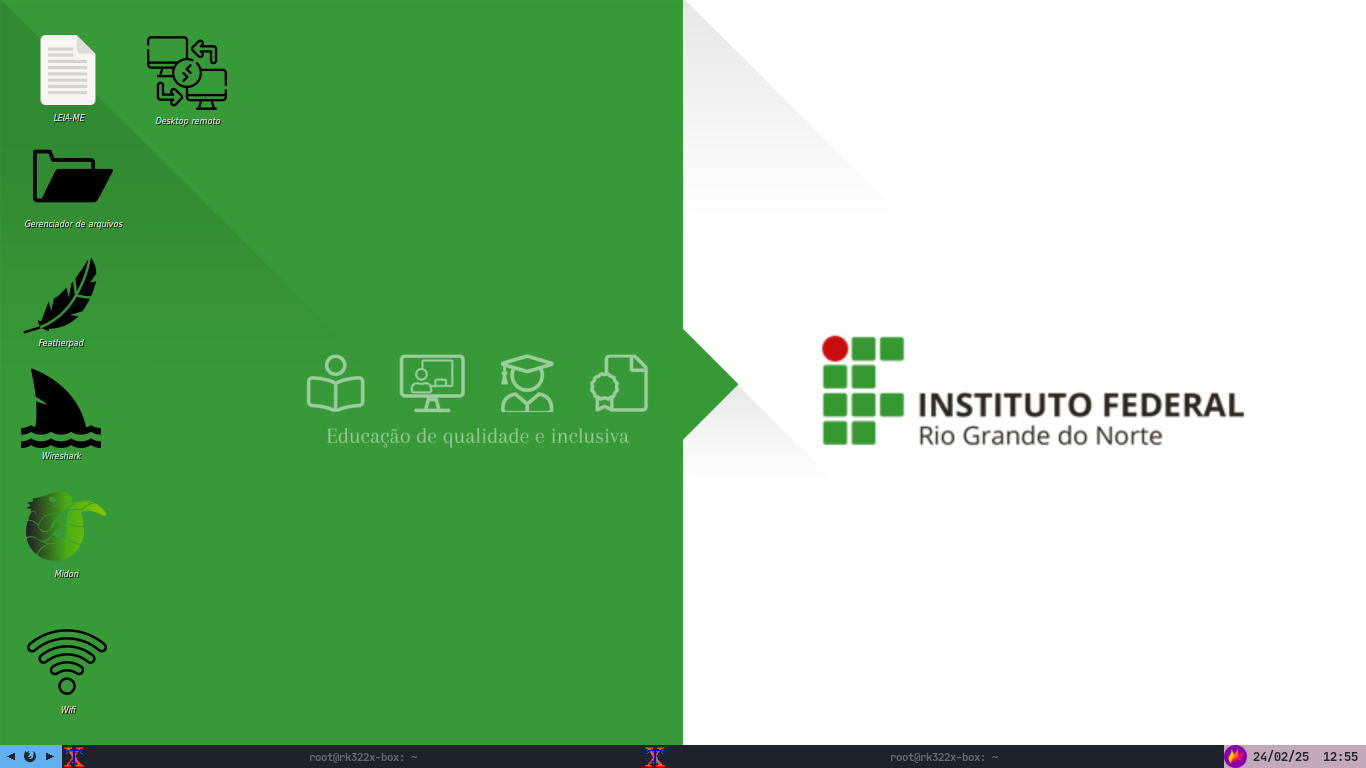 LEIA-ME
Desktop remoto
Gerenciador de arquivos
Featherpad
Wireshark
Midori
Wifi
Educação de qualidade e inclusiva
INSTITUTO FEDERAL
Rio Grande do Norte
root@rk322x-box: ~
root@rk322x-box: ~
24/02/25 12:55